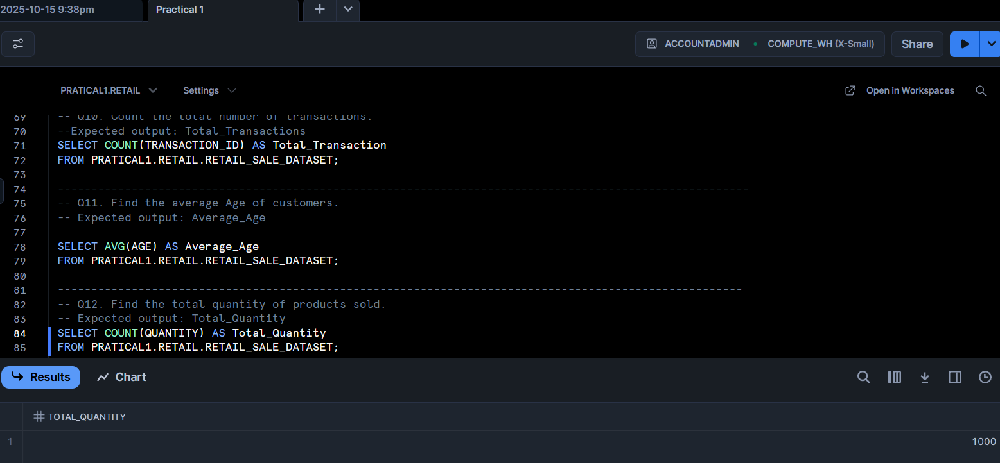 2025-10-15 9:38pm
Practical 1
ACCOUNTADMIN
COMPUTE_WH (X-Small)
Share
PRATICAL1.RETAIL
Settings
Open in Workspaces
69 -- Q10. Count the total number of transactions.
70 --Expected output: Total_Transactions
71 SELECT COUNT(TRANSACTION_ID) AS Total_Transaction
72 FROM PRATICAL1.RETAIL.RETAIL_SALE_DATASET;
73
74 -------------------------------------------------------------------------------------------------------
75 -- Q11. Find the average Age of customers.
76 -- Expected output: Average_Age
77
78 SELECT AVG(AGE) AS Average_Age
79 FROM PRATICAL1.RETAIL.RETAIL_SALE_DATASET;
80
81 ------------------------------------------------------------------------------------------------------
82 -- Q12. Find the total quantity of products sold.
83 -- Expected output: Total_Quantity
84 SELECT COUNT(QUANTITY) AS Total_Quantity
85 FROM PRATICAL1.RETAIL.RETAIL_SALE_DATASET;
Results
Chart
TOTAL_QUANTITY
1 1000